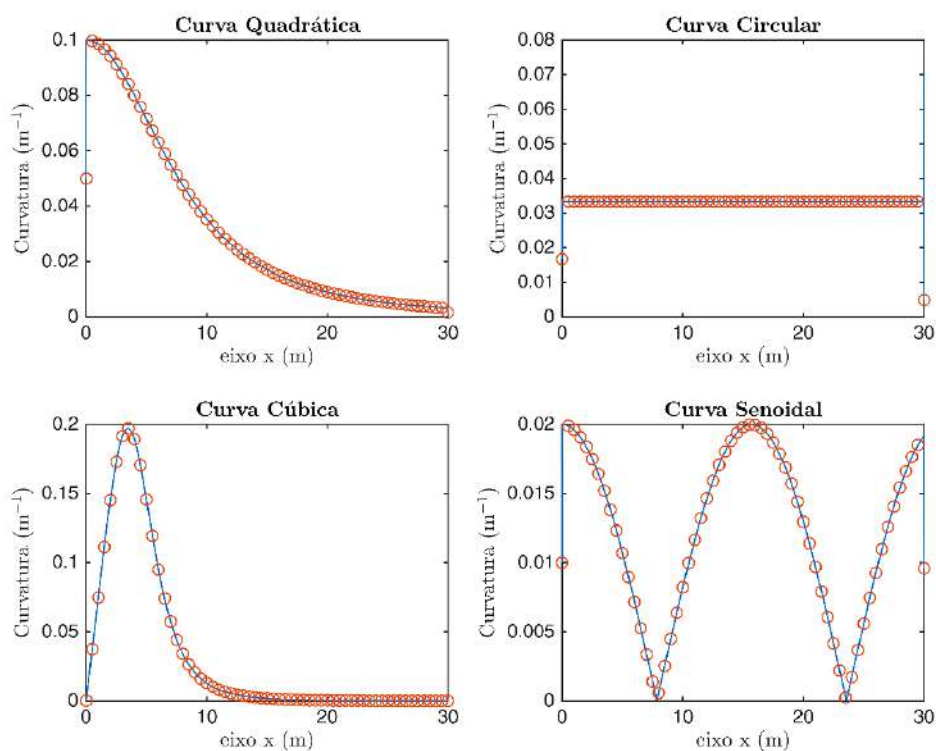 Curva Quadrática
0.1
0.08
0.06
0.04
0.02
0
Curvatura (m⁻¹)
0 10 20 30
eixo x (m)
Curva Circular
0.08
0.07
0.06
0.05
0.04
0.03
0.02
0.01
0
Curvatura (m⁻¹)
0 10 20 30
eixo x (m)
Curva Cúbica
0.2
0.15
0.1
0.05
0
Curvatura (m⁻¹)
0 10 20 30
eixo x (m)
Curva Senoidal
0.02
0.015
0.01
0.005
0
Curvatura (m⁻¹)
0 10 20 30
eixo x (m)